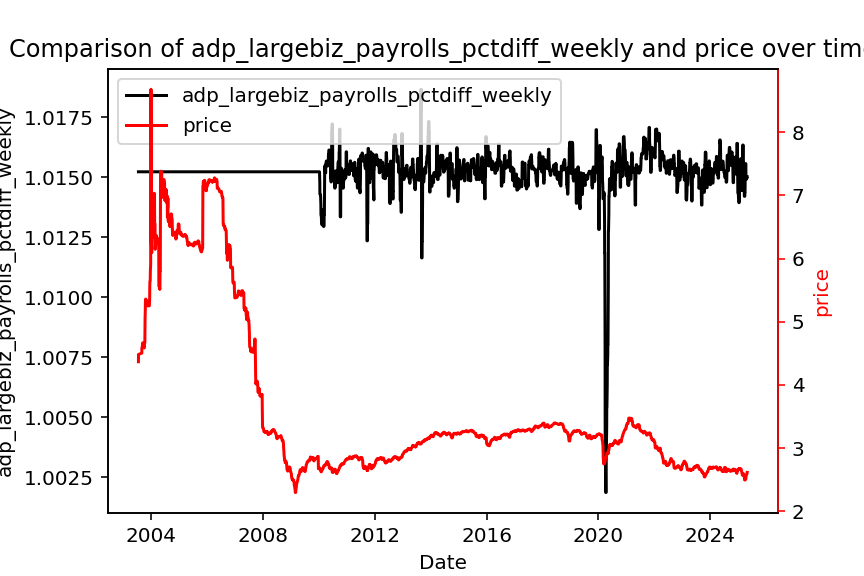 Comparison of adp_largebiz_payrolls_pctdiff_weekly and price over tim
adp_largebiz_payrolls_pctdiff_weekly
price
adp_largebiz_payrolls_pctdiff_weekly
1.0175
1.0150
1.0125
1.0100
1.0075
1.0050
1.0025
8
7
6
5
4
3
2
price
2004 2008 2012 2016 2020 2024
Date